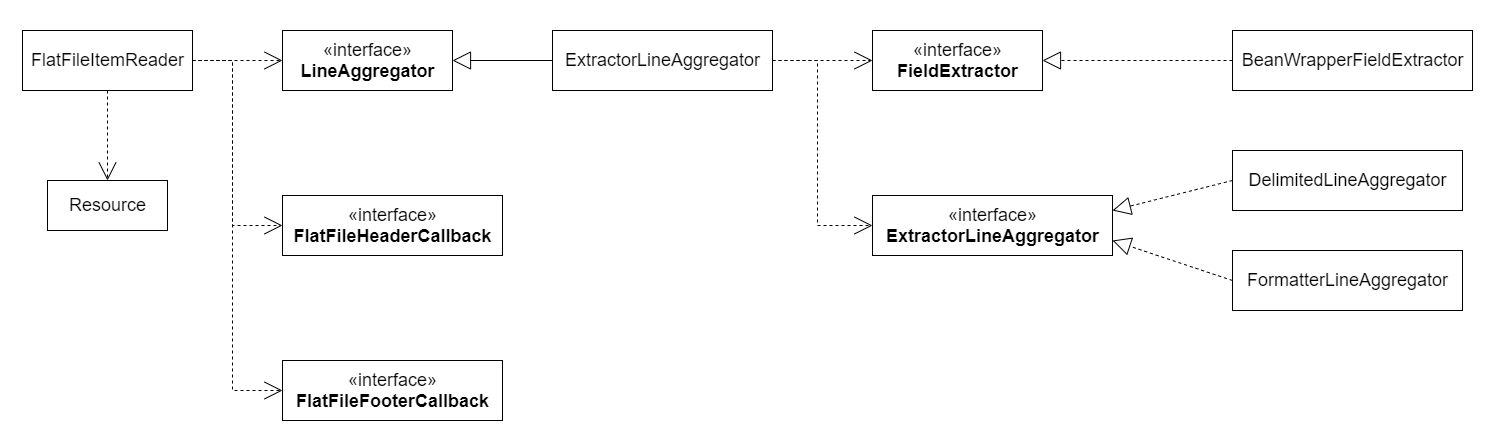 FlatFileItemReader
«interface»
LineAggregator
ExtractorLineAggregator
«interface»
FieldExtractor
BeanWrapperFieldExtractor
Resource
«interface»
FlatFileHeaderCallback
«interface»
ExtractorLineAggregator
DelimitedLineAggregator
FormatterLineAggregator
«interface»
FlatFileFooterCallback